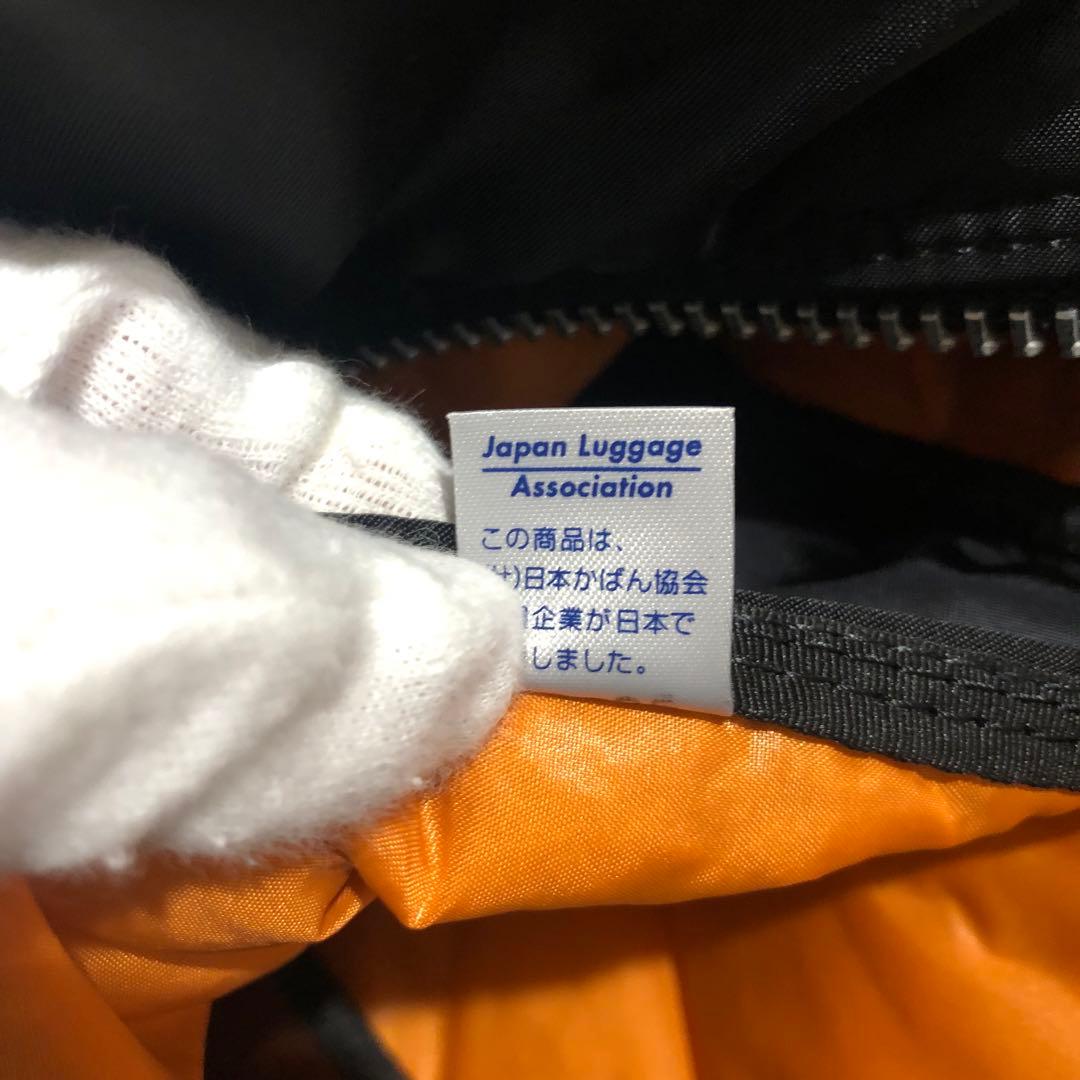 Japan Luggage
Association
この商品は、
社)日本かばん協会
企業が日本で
しました。